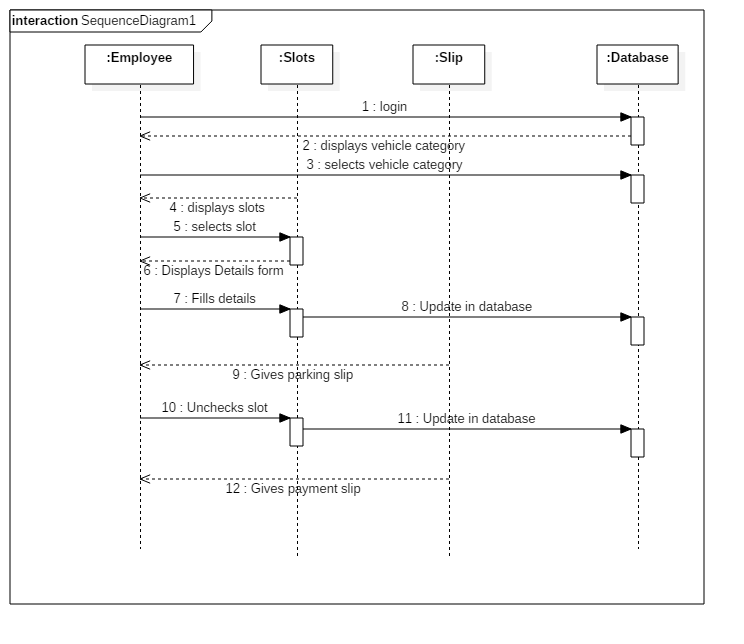 interaction SequenceDiagram1
:Employee
:Slots
:Slip
:Database
1 : login
2 : displays vehicle category
3 : selects vehicle category
4 : displays slots
5 : selects slot
6 : Displays Details form
7 : Fills details
8 : Update in database
9 : Gives parking slip
10 : Unchecks slot
11 : Update in database
12 : Gives payment slip